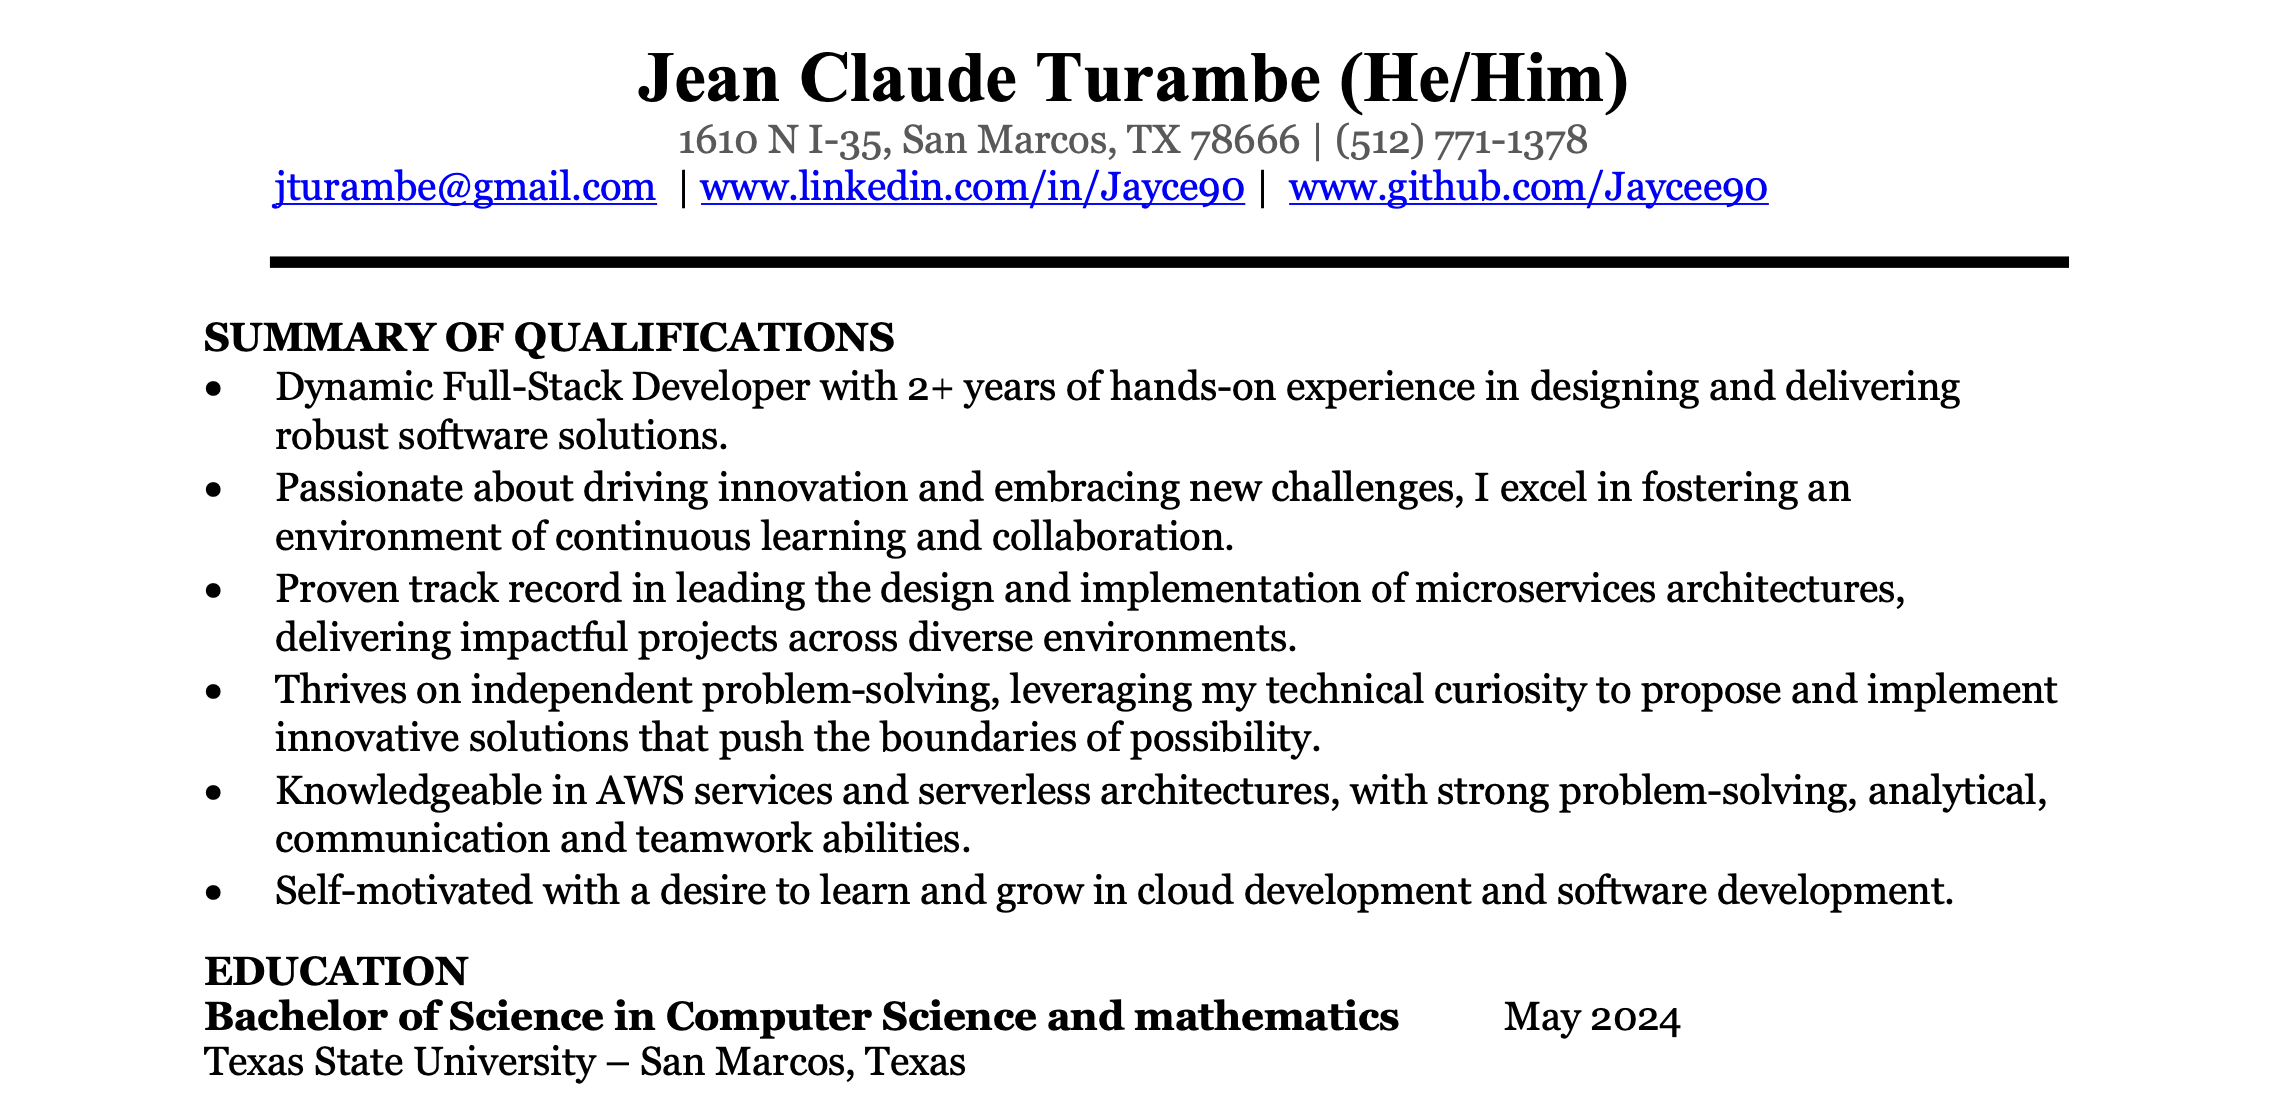 Jean Claude Turambe (He/Him)
1610 N I-35, San Marcos, TX 78666 | (512) 771-1378
jturambe@gmail.com | www.linkedin.com/in/Jayce90 | www.github.com/Jaycee90
SUMMARY OF QUALIFICATIONS
• Dynamic Full-Stack Developer with 2+ years of hands-on experience in designing and delivering
robust software solutions.
• Passionate about driving innovation and embracing new challenges, I excel in fostering an
environment of continuous learning and collaboration.
• Proven track record in leading the design and implementation of microservices architectures,
delivering impactful projects across diverse environments.
• Thrives on independent problem-solving, leveraging my technical curiosity to propose and implement
innovative solutions that push the boundaries of possibility.
• Knowledgeable in AWS services and serverless architectures, with strong problem-solving, analytical,
communication and teamwork abilities.
• Self-motivated with a desire to learn and grow in cloud development and software development.
EDUCATION
Bachelor of Science in Computer Science and mathematics May 2024
Texas State University – San Marcos, Texas